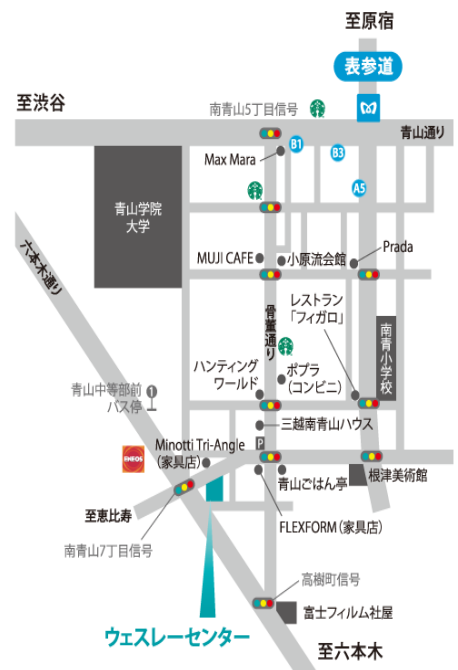 至原宿
表参道
至渋谷
南青山5丁目信号
青山通り
B1
B3
Max Mara
A5
青山学院
大学
六本木通り
MUJI CAFE
小原流会館
Prada
骨董通り
レストラン
「フィガロ」
南青小学校
ハンティング
ワールド
ポプラ
（コンビニ）
青山中等部前
バス停
1
三越南青山ハウス
P
ENEOS
Minotti Tri-Angle
（家具店）
青山ごはん亭
根津美術館
至恵比寿
FLEXFORM（家具店）
南青山7丁目信号
高樹町信号
富士フィルム社屋
ウェスレーセンター
至六本木